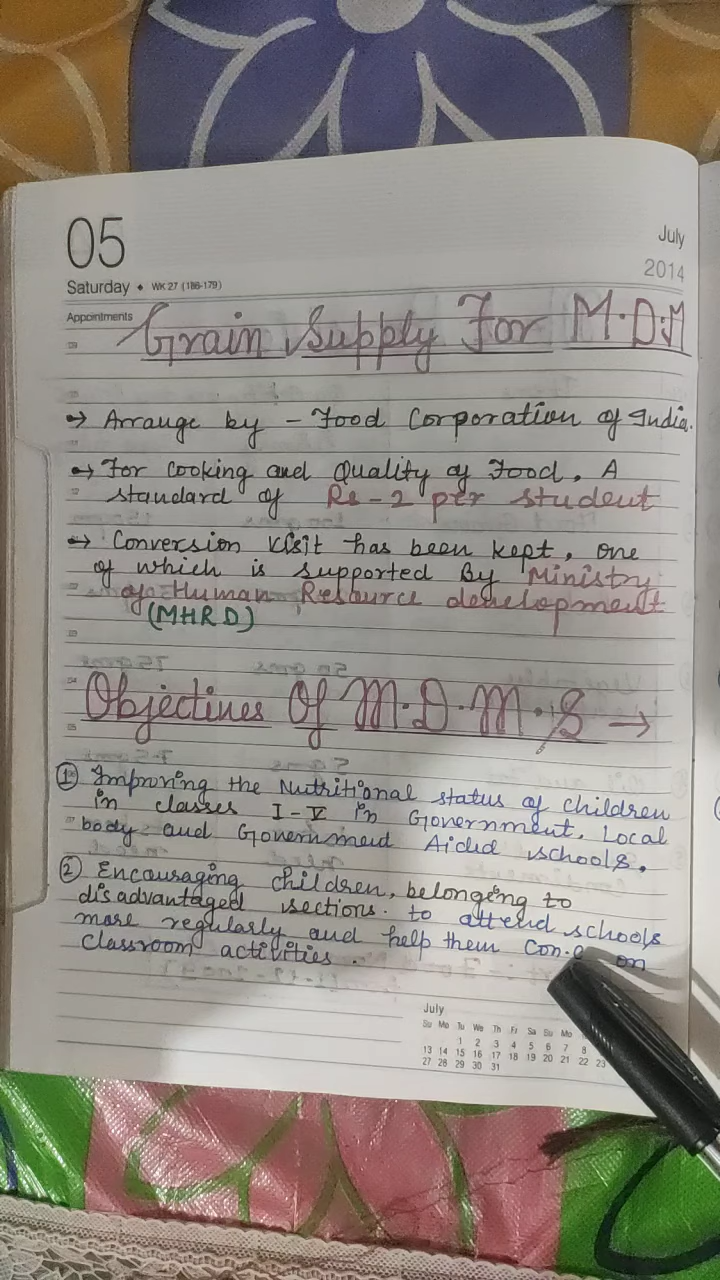 05
July
2014
Saturday ♦ WK 27 (186-179)
Appointments
Grain Supply For M.D.M
→ Arrange by - Food Corporation of India.
→ For Cooking and Quality of Food, A
standard of Rs-2 per student
→ Conversion has been kept, one
of which is supported By Ministry
of Human Resource development
(MHRD)
Objectives Of M.D.M.S →
① Improving the Nutritional status of children
in classes I-V in Government, Local
body and Government Aided schools.
② Encouraging children, belonging to
disadvantaged sections. to attend schools
more regularly and help them on
classroom activities.
July
Su Mo Tu We Th Fr Sa Su Mo
1 2 3 4 5 6 7 8
13 14 15 16 17 18 19 20 21 22 23
27 28 29 30 31